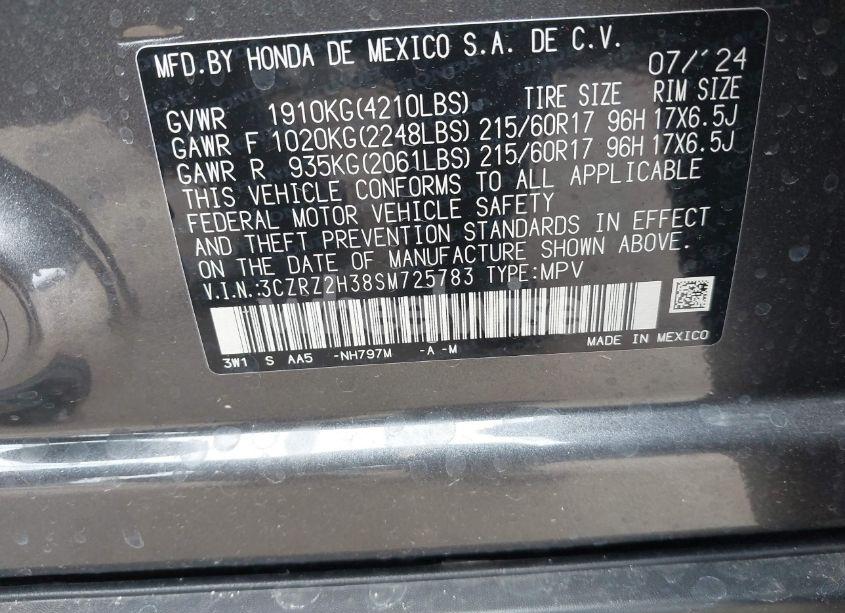 MFD.BY HONDA DE MEXICO S.A. DE C.V.
07/'24
TIRE SIZE RIM SIZE
GVWR 1910KG(4210LBS)
GAWR F 1020KG(2248LBS) 215/60R17 96H 17X6.5J
GAWR R 935KG(2061LBS) 215/60R17 96H 17X6.5J
THIS VEHICLE CONFORMS TO ALL APPLICABLE
FEDERAL MOTOR VEHICLE SAFETY
AND THEFT PREVENTION STANDARDS IN EFFECT
ON THE DATE OF MANUFACTURE SHOWN ABOVE.
V.I.N.:3CZRZ2H38SM725783 TYPE:MPV
3W1 S AA5 -NH797M -A -M
MADE IN MEXICO